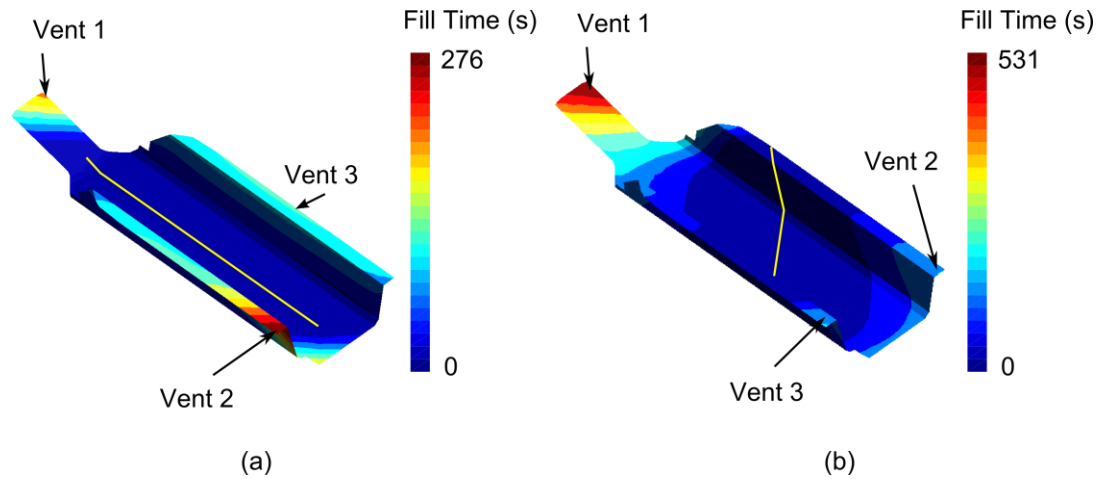 Vent 1
Fill Time (s)
276
Vent 3
0
Vent 2
(a)
Vent 1
Fill Time (s)
531
Vent 2
0
Vent 3
(b)